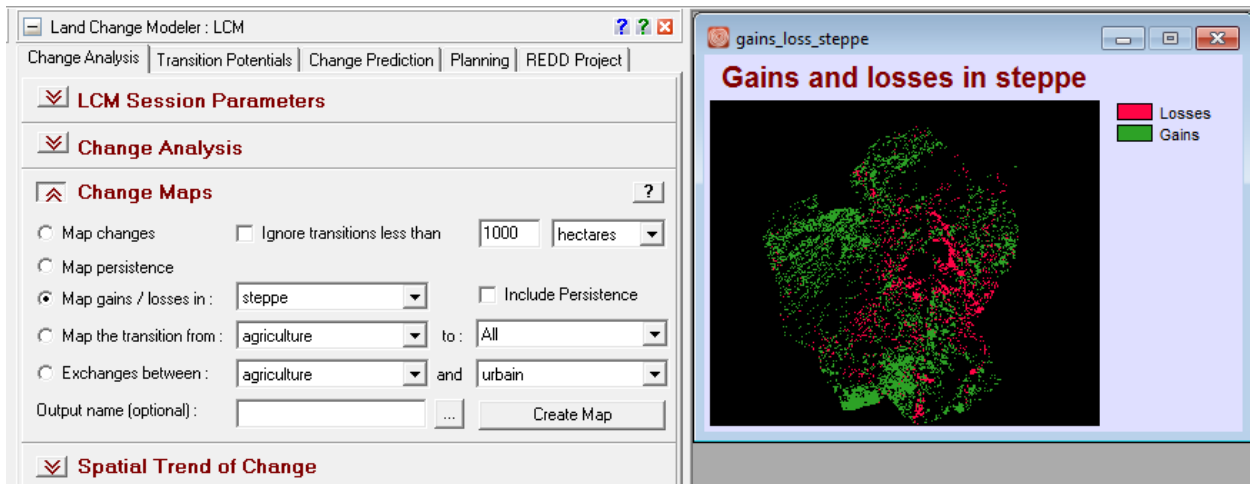 Land Change Modeler : LCM
? ?
Change Analysis Transition Potentials Change Prediction Planning REDD Project
LCM Session Parameters
Change Analysis
Change Maps ?
Map changes Ignore transitions less than 1000 hectares
Map persistence
Map gains / losses in : steppe Include Persistence
Map the transition from : agriculture to : All
Exchanges between : agriculture and urbain
Output name (optional) : ... Create Map
Spatial Trend of Change
gains_loss_steppe
Gains and losses in steppe
Losses
Gains